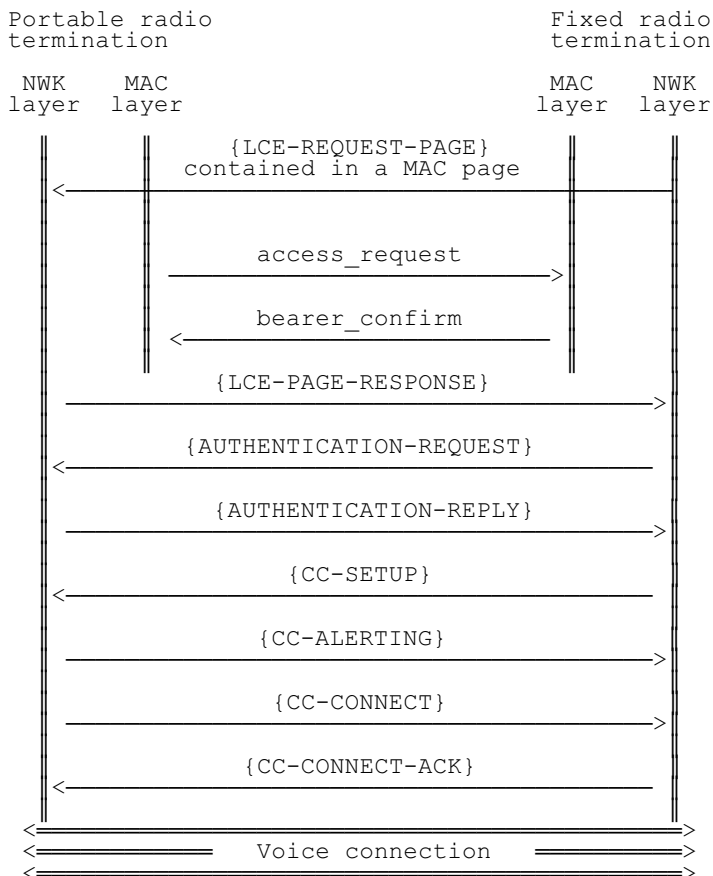 Portable radio termination
Fixed radio termination
NWK layer
MAC layer
MAC layer
NWK layer
{LCE-REQUEST-PAGE}
contained in a MAC page
access_request
bearer_confirm
{LCE-PAGE-RESPONSE}
{AUTHENTICATION-REQUEST}
{AUTHENTICATION-REPLY}
{CC-SETUP}
{CC-ALERTING}
{CC-CONNECT}
{CC-CONNECT-ACK}
Voice connection